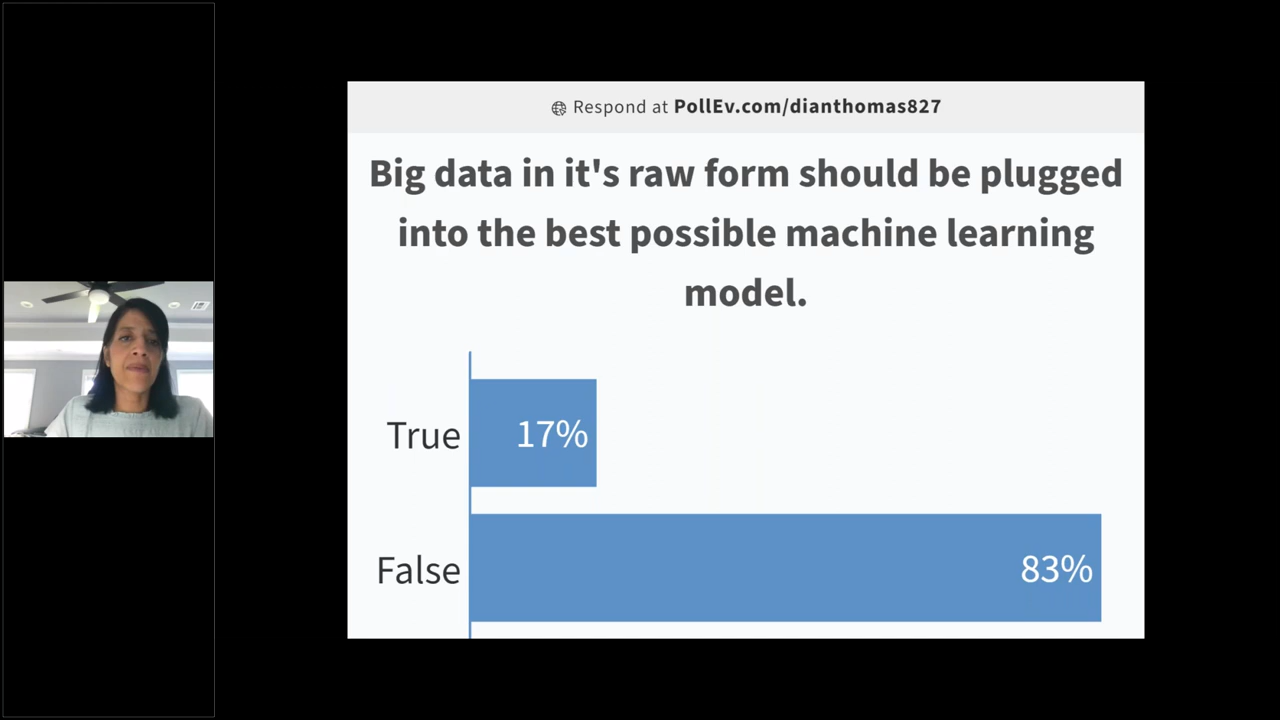 Respond at PollEv.com/dianthomas827
Big data in it's raw form should be plugged
into the best possible machine learning
model.
True 17%
False 83%